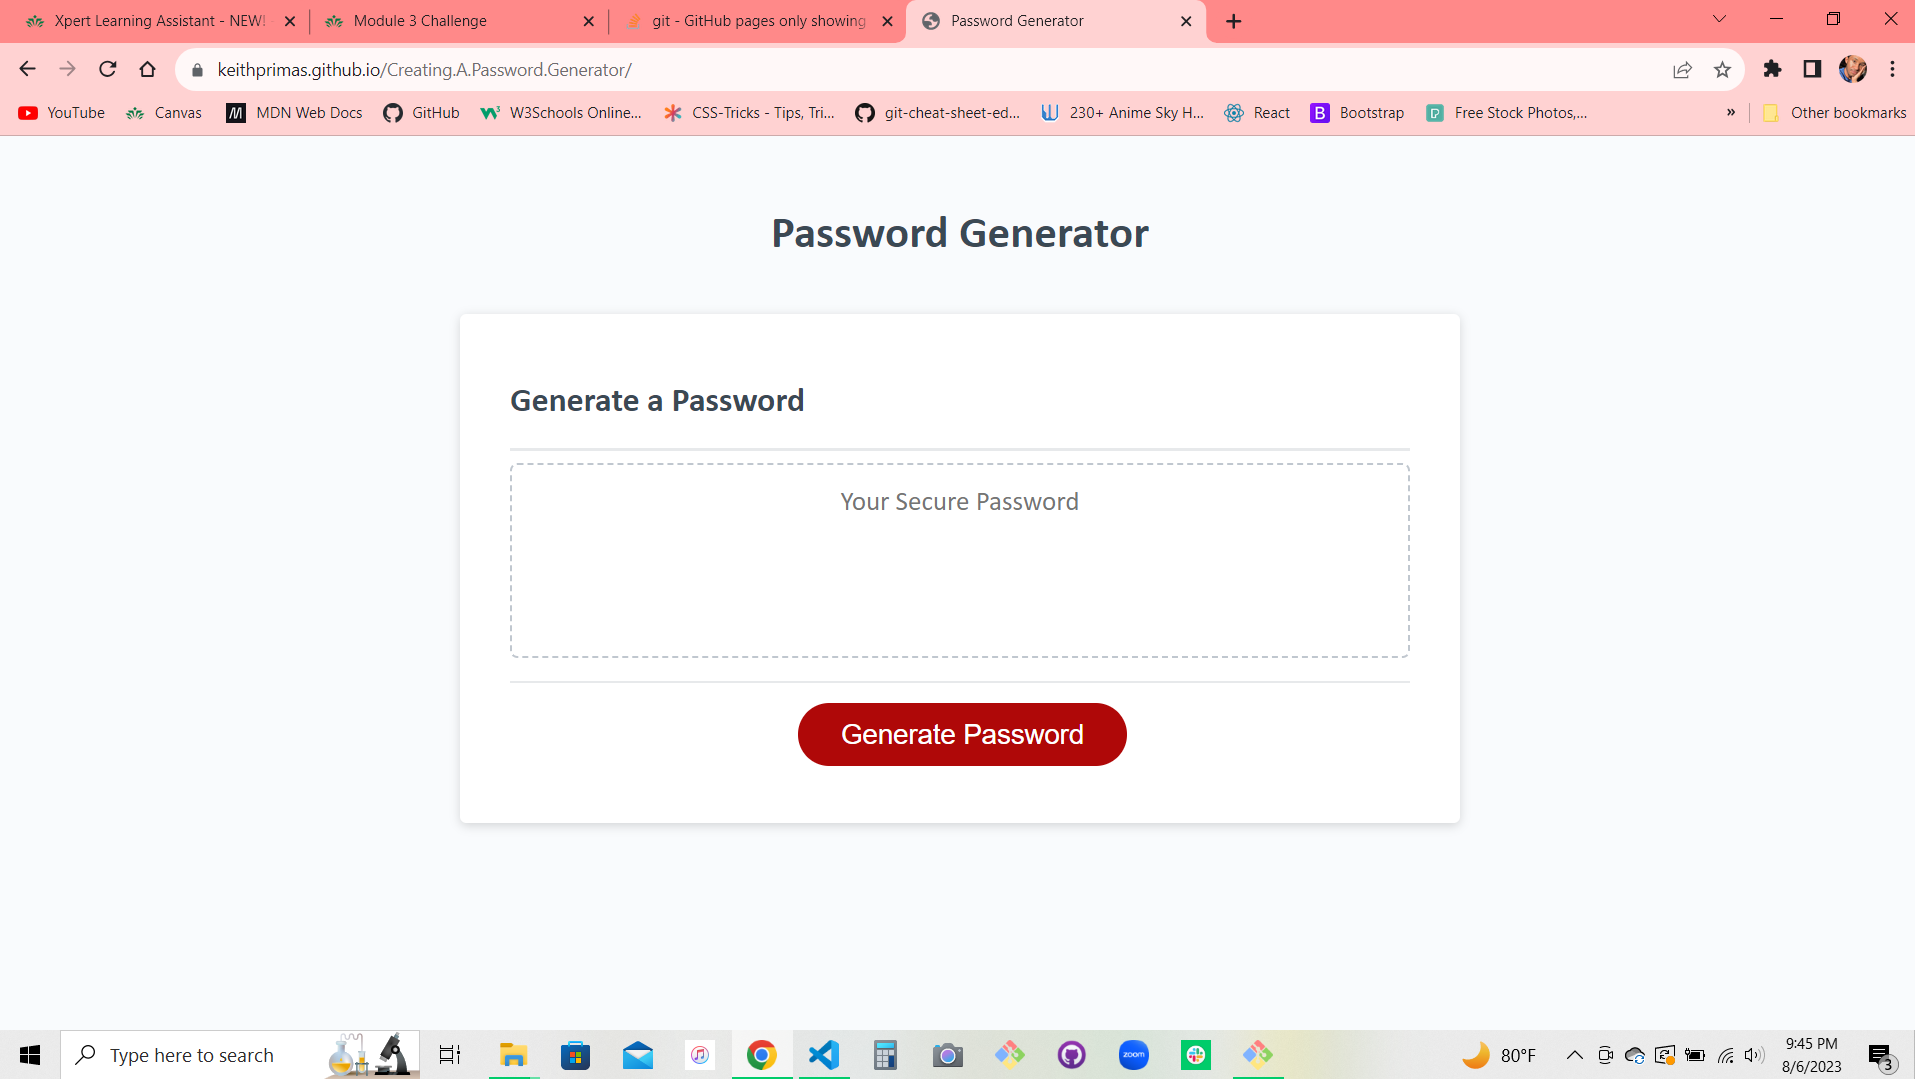 Xpert Learning Assistant - NEW!
Module 3 Challenge
git - GitHub pages only showing
Password Generator
keithprimas.github.io/Creating.A.Password.Generator/
YouTube
Canvas
MDN Web Docs
GitHub
W3Schools Online...
CSS-Tricks - Tips, Tri...
git-cheat-sheet-ed...
230+ Anime Sky H...
React
B
Bootstrap
Free Stock Photos,...
»
Other bookmarks
Password Generator
Generate a Password
Your Secure Password
Generate Password
Type here to search
zoom
80°F
9:45 PM
8/6/2023
3